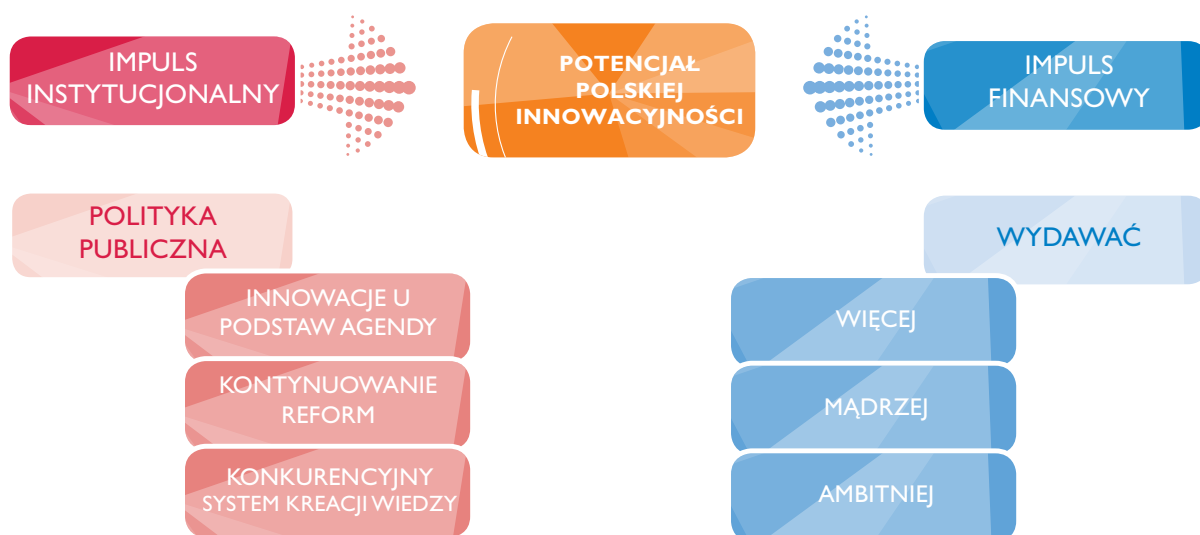 IMPULS
INSTYTUCJONALNY
POTENCJAŁ
POLSKIEJ
INNOWACYJNOŚCI
IMPULS
FINANSOWY
POLITYKA
PUBLICZNA
INNOWACJE U
PODSTAW AGENDY
KONTYNUOWANIE
REFORM
KONKURENCYJNY
SYSTEM KREACJI WIEDZY
WYDAWAĆ
WIĘCEJ
MĄDRZEJ
AMBITNIEJ